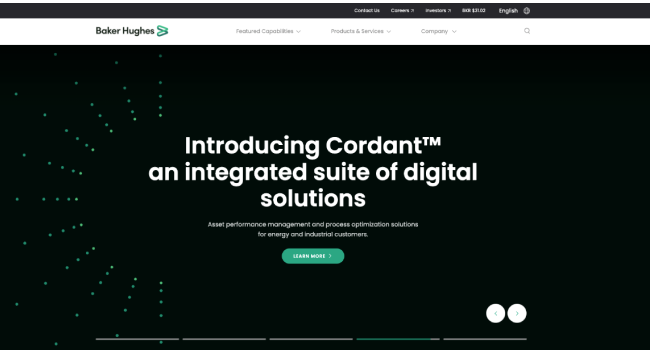 Contact Us Careers Investors BKR $31.02 English
Baker Hughes
Featured Capabilities Products & Services Company
Introducing Cordant™
an integrated suite of digital
solutions
Asset performance management and process optimization solutions
for energy and industrial customers.
LEARN MORE